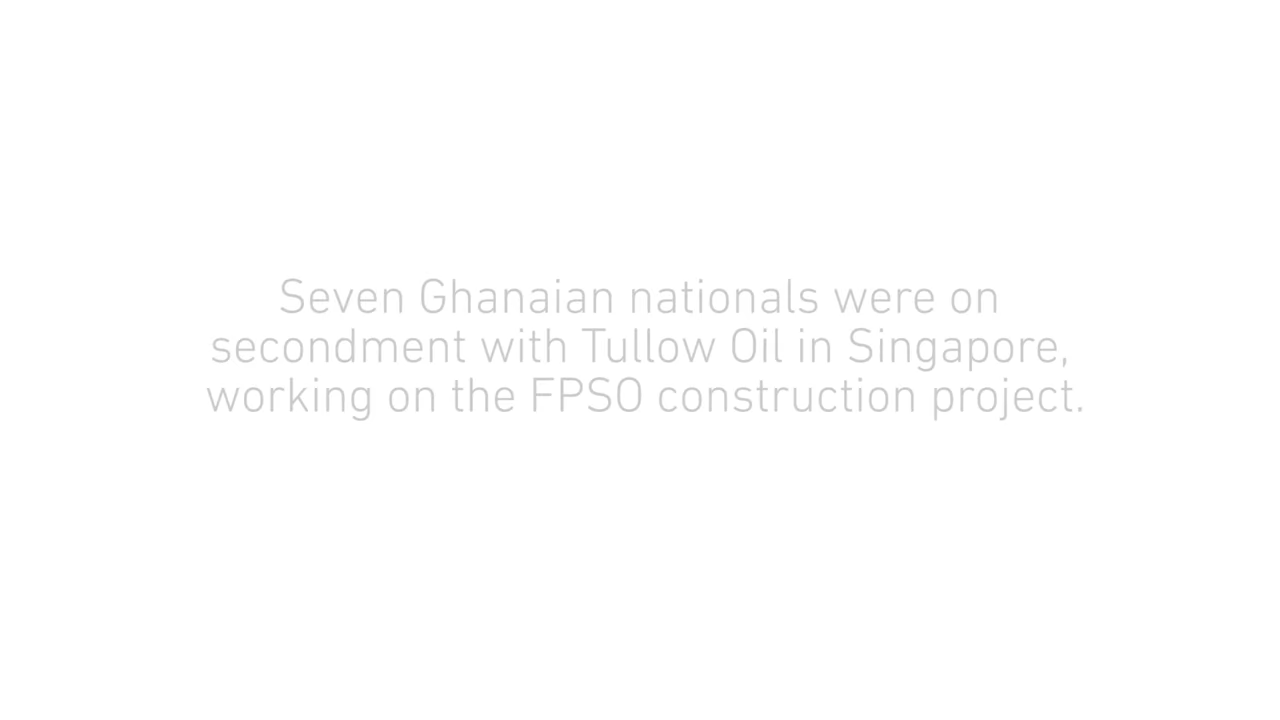 Seven Ghanaian nationals were on
secondment with Tullow Oil in Singapore,
working on the FPSO construction project.